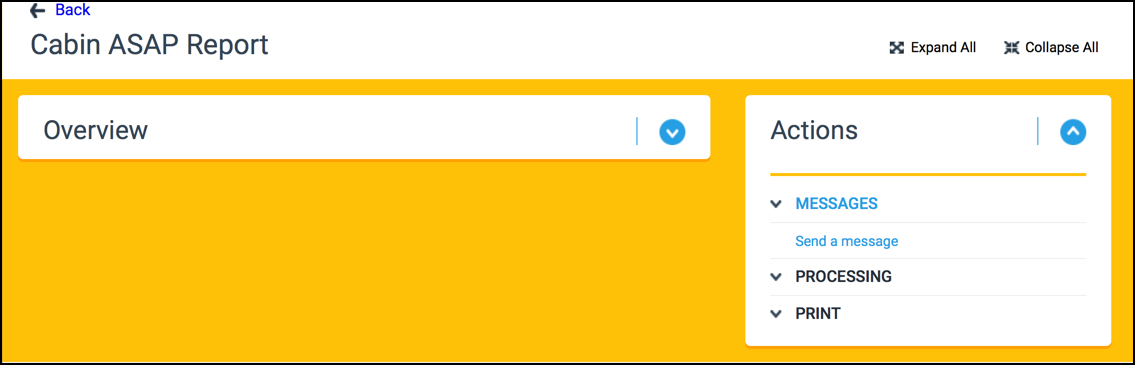 Back
Cabin ASAP Report
Expand All
Collapse All
Overview
Actions
MESSAGES
Send a message
PROCESSING
PRINT